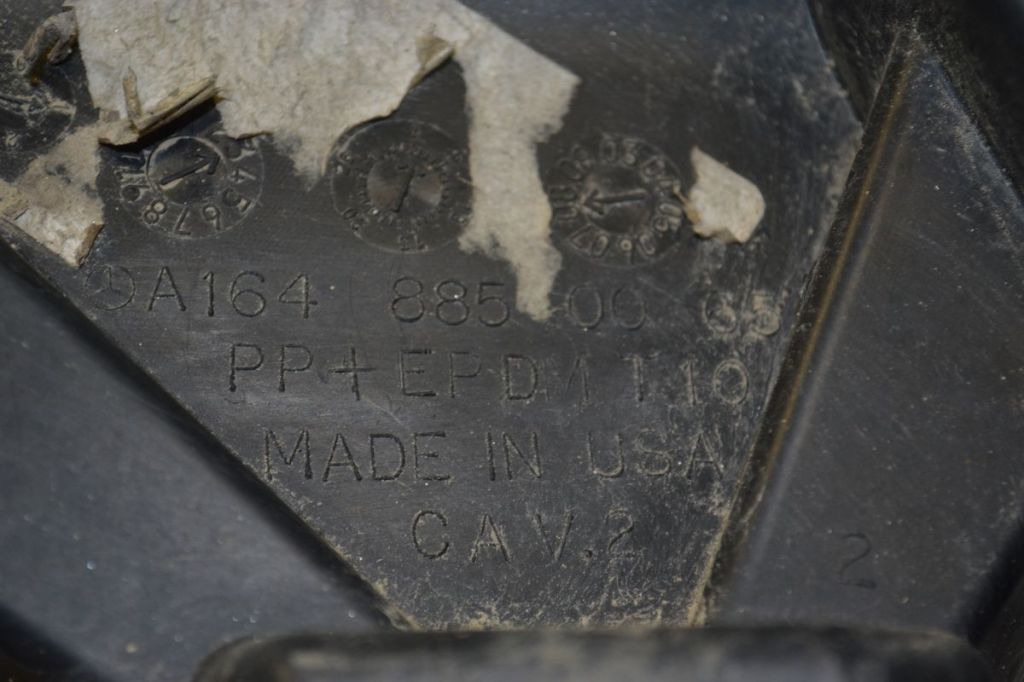 A164 885 00 65
PP+EPDM T10
MADE IN USA
CAV.2
2